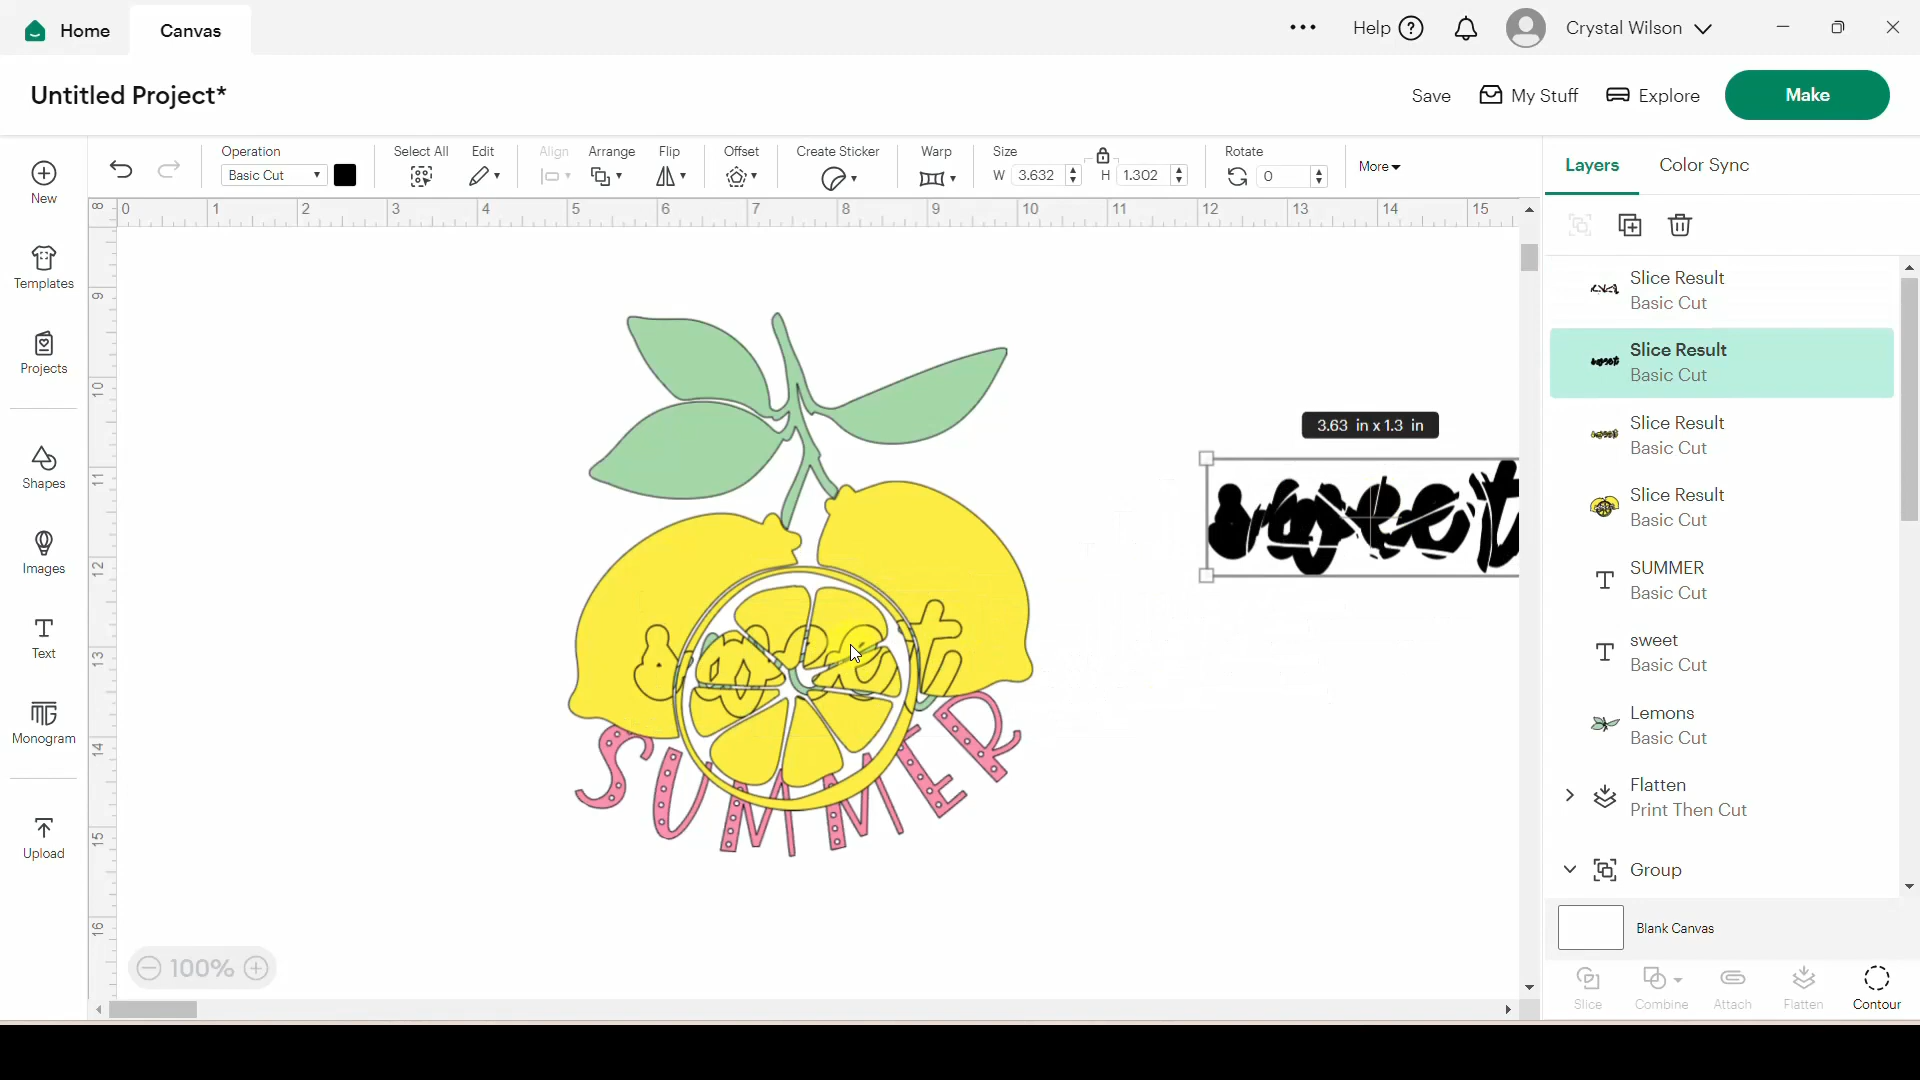 Home
Canvas
Help
Crystal Wilson
Untitled Project*
Save
My Stuff
Explore
Make
Operation
Basic Cut
Select All
Edit
Align
Arrange
Flip
Offset
Create Sticker
Warp
Size
W 3.632
H 1.302
Rotate
0
More
Layers
Color Sync
0 1 2 3 4 5 6 7 8 9 10 11 12 13 14 15
8
9
10
11
12
13
14
15
16
New
Templates
Projects
Shapes
Images
Text
Monogram
Upload
3.63 in x 1.3 in
sweet
sweet
SUMMER
100%
Slice Result
Basic Cut
Slice Result
Basic Cut
Slice Result
Basic Cut
Slice Result
Basic Cut
SUMMER
Basic Cut
sweet
Basic Cut
Lemons
Basic Cut
Flatten
Print Then Cut
Group
Blank Canvas
Slice
Combine
Attach
Flatten
Contour